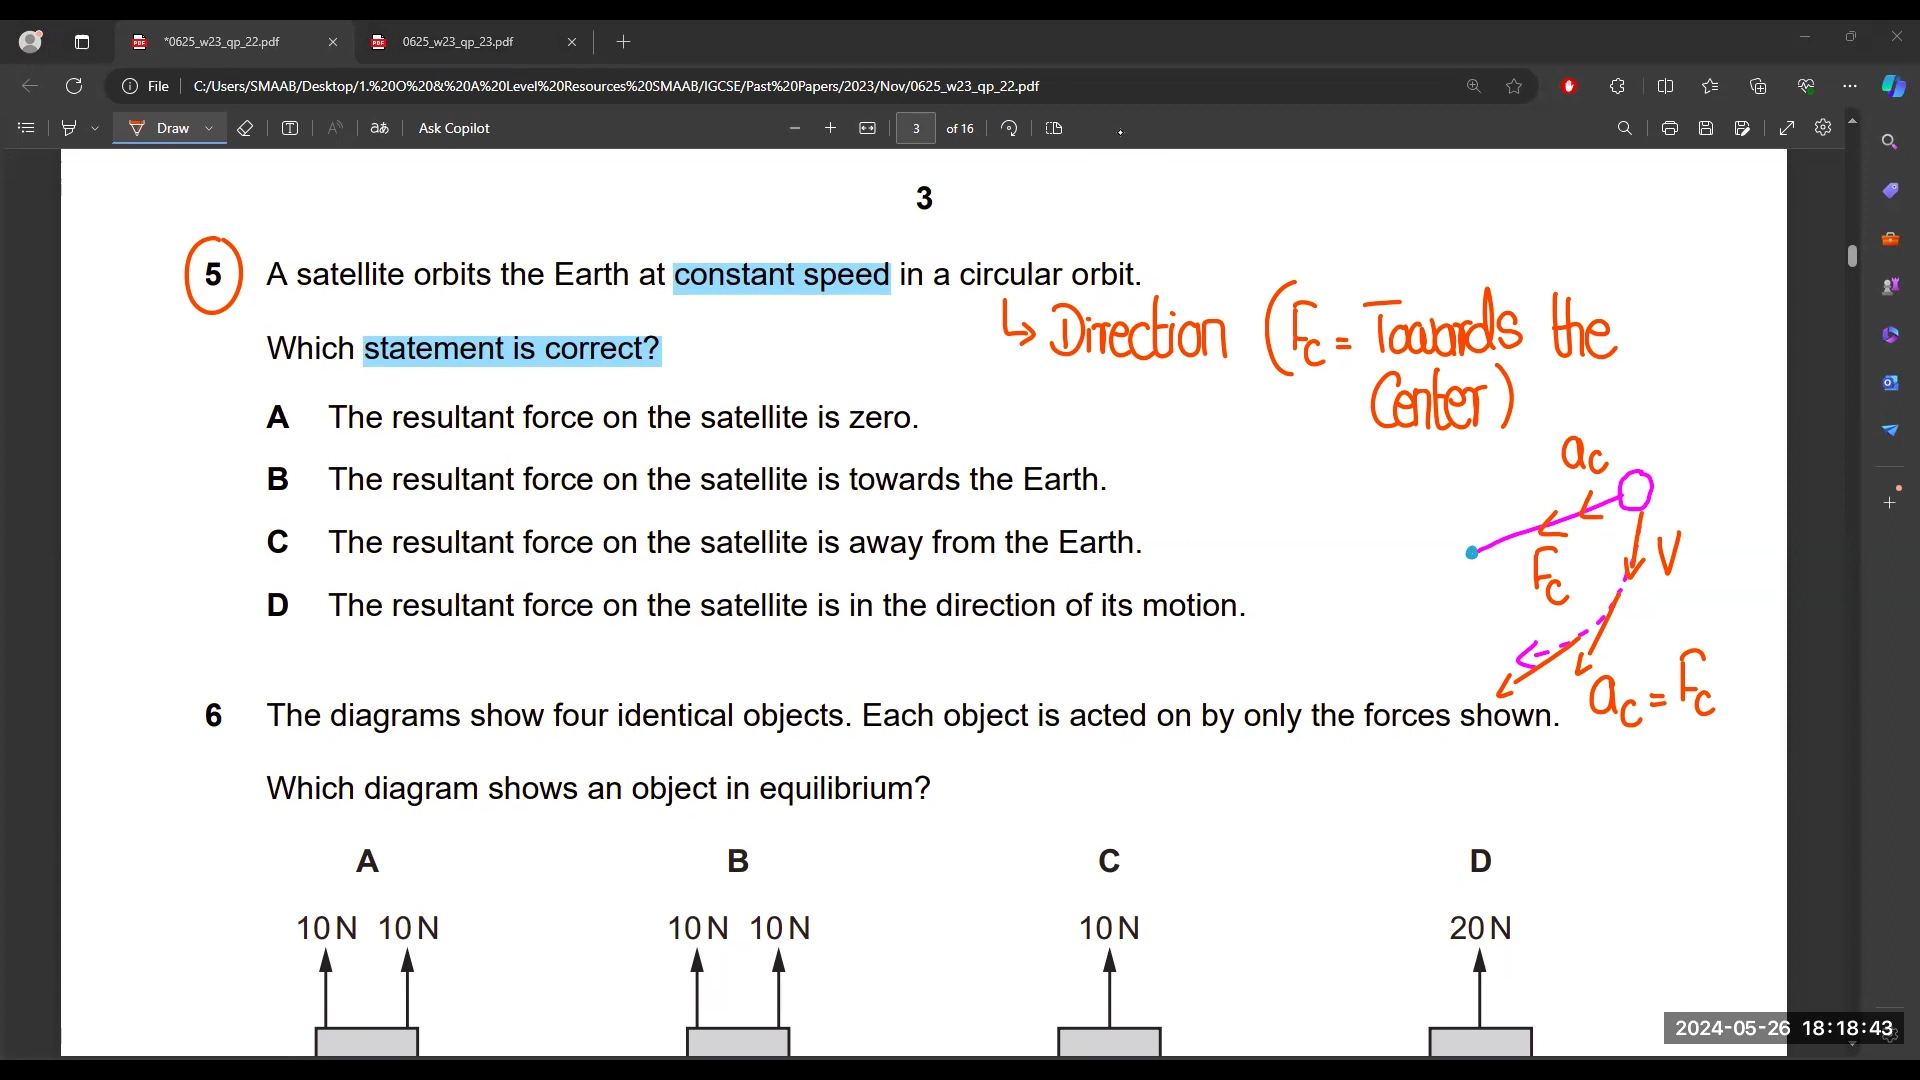 *0625_w23_qp_22.pdf
0625_w23_qp_23.pdf
File
C:/Users/SMAAB/Desktop/1.%20O%20&%20A%20Level%20Resources%20SMAAB/IGCSE/Past%20Papers/2023/Nov/0625_w23_qp_22.pdf
Draw
Ask Copilot
3 of 16
3
5 A satellite orbits the Earth at constant speed in a circular orbit.
↳ Direction (Fc = Towards the
Center)
Which statement is correct?
A The resultant force on the satellite is zero.
B The resultant force on the satellite is towards the Earth.
C The resultant force on the satellite is away from the Earth.
D The resultant force on the satellite is in the direction of its motion.
ac
Fc
V
ac = Fc
6 The diagrams show four identical objects. Each object is acted on by only the forces shown.
Which diagram shows an object in equilibrium?
A B C D
10 N 10 N 10 N 10 N 10 N 20 N
2024-05-26 18:18:43